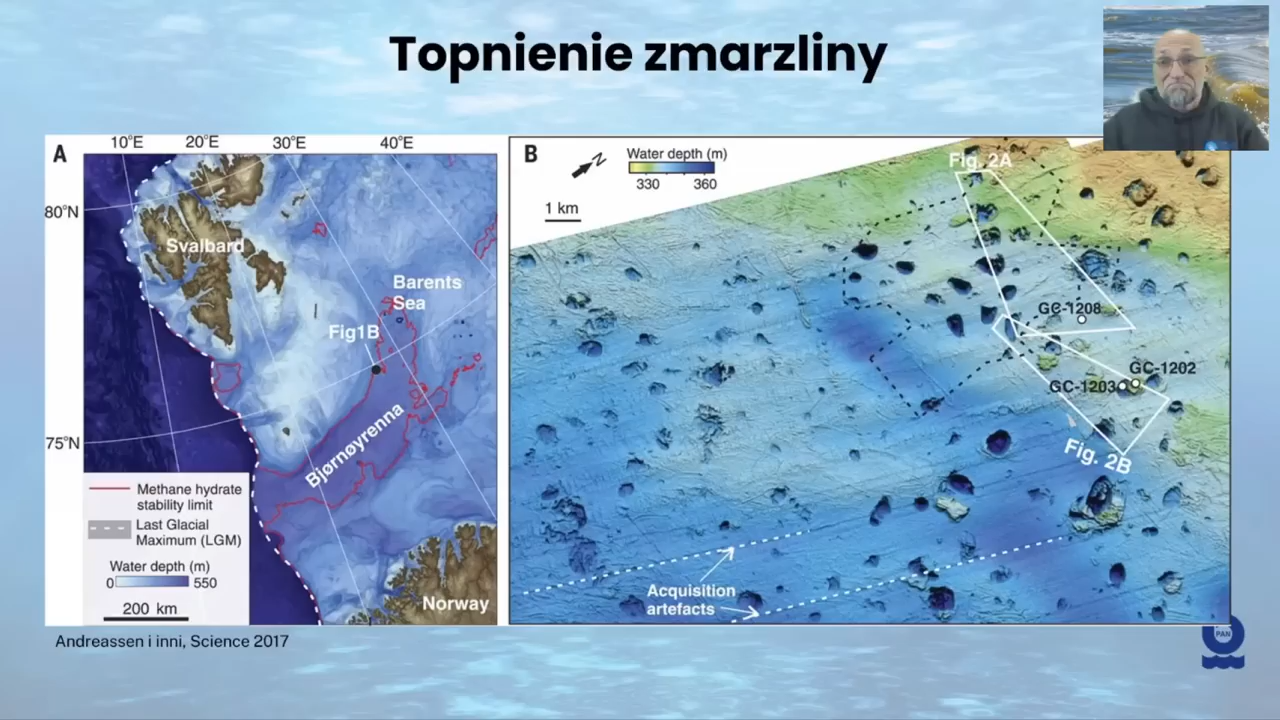 Topnienie zmarzliny
A
10°E
20°E
30°E
40°E
80°N
75°N
Svalbard
Barents
Sea
Fig1B
Bjørnøyrenna
Norway
Methane hydrate
stability limit
Last Glacial
Maximum (LGM)
Water depth (m)
0
550
200 km
B
N
Water depth (m)
330
360
1 km
Fig. 2A
GC-1208
GC-1202
GC-1203
Fig. 2B
Acquisition
artefacts
Andreassen i inni, Science 2017
PAN